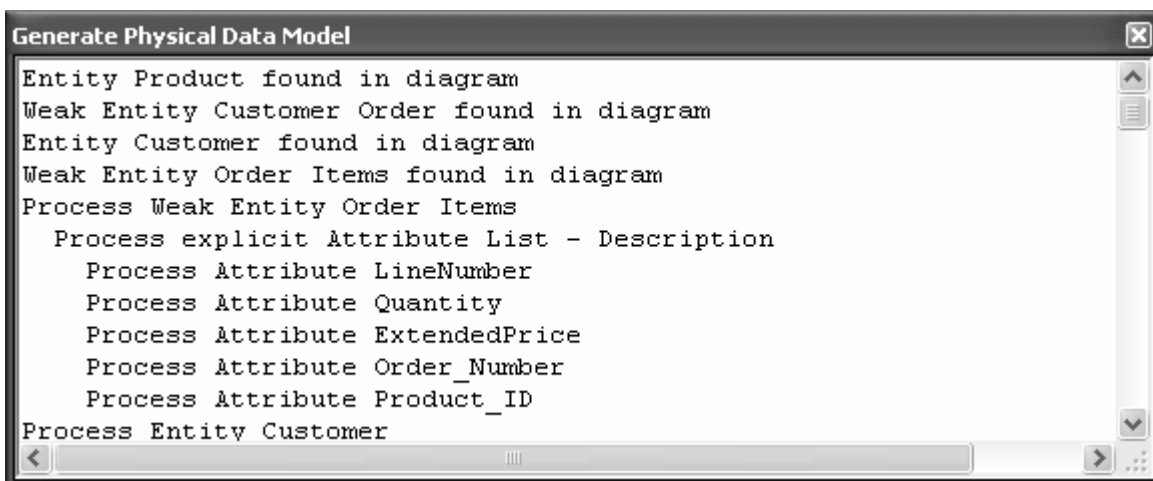 Generate Physical Data Model
Entity Product found in diagram
Weak Entity Customer Order found in diagram
Entity Customer found in diagram
Weak Entity Order Items found in diagram
Process Weak Entity Order Items
Process explicit Attribute List - Description
Process Attribute LineNumber
Process Attribute Quantity
Process Attribute ExtendedPrice
Process Attribute Order_Number
Process Attribute Product_ID
Process Entity Customer